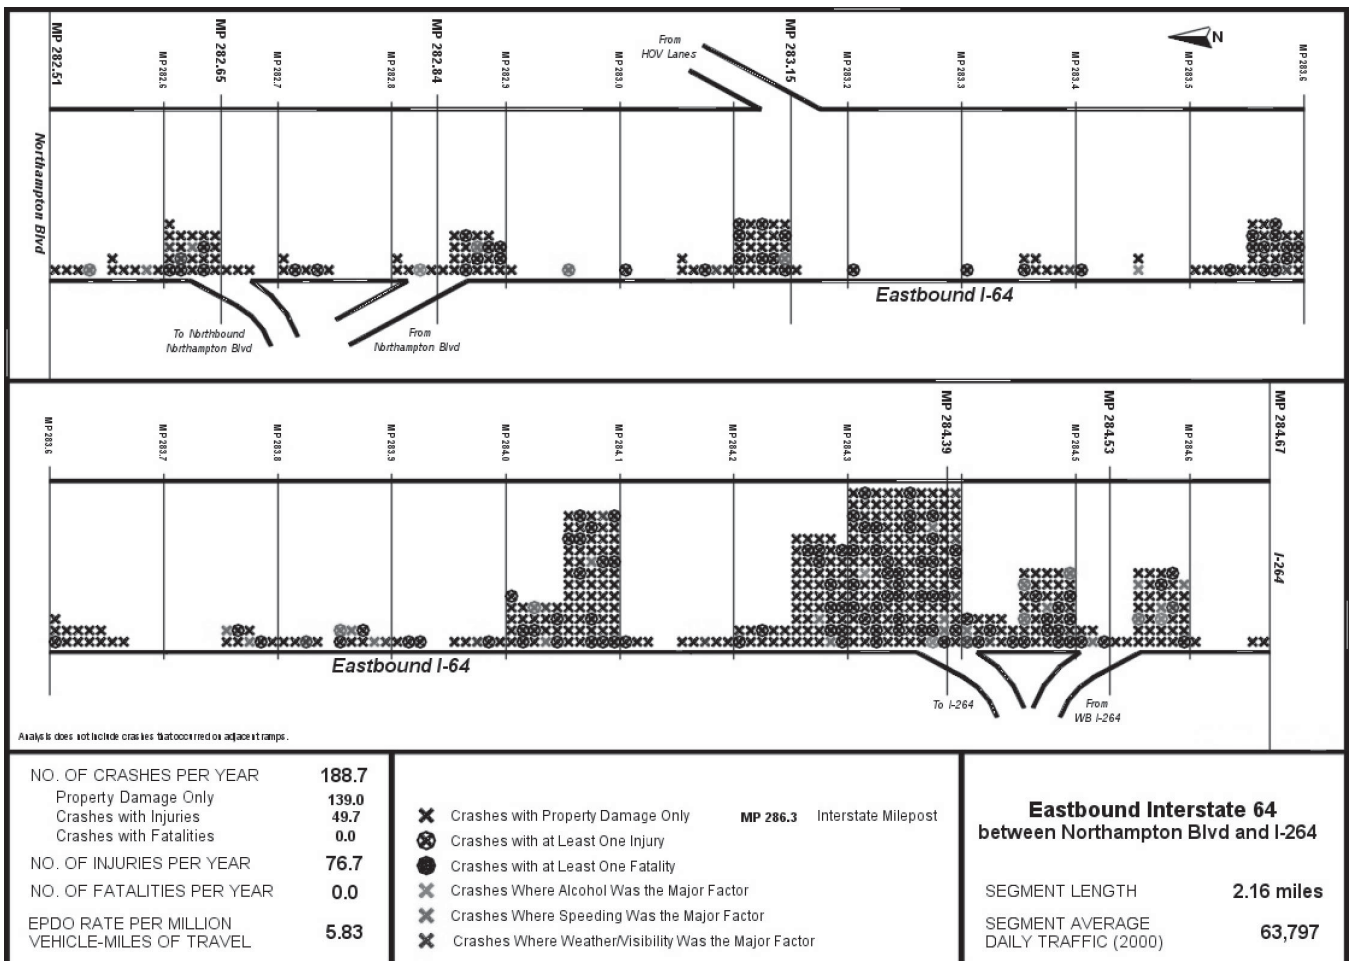 MP 282.51
MP 282.6
MP 282.65
MP 282.7
MP 282.8
MP 282.84
MP 282.9
MP 283.0
From
HOV Lanes
MP 283.15
MP 283.2
MP 283.3
MP 283.4
MP 283.5
N
MP 283.6
Northampton Blvd
Eastbound I-64
To Northbound
Northampton Blvd
From
Northampton Blvd
MP 283.6
MP 283.7
MP 283.8
MP 283.9
MP 284.0
MP 284.1
MP 284.2
MP 284.3
MP 284.39
MP 284.5
MP 284.53
MP 284.6
MP 284.67
I-264
Eastbound I-64
To I-264
From
WB I-264
Analysis does not include crashes that occurred on adjacent ramps.
NO. OF CRASHES PER YEAR 188.7
Property Damage Only 139.0
Crashes with Injuries 49.7
Crashes with Fatalities 0.0
NO. OF INJURIES PER YEAR 76.7
NO. OF FATALITIES PER YEAR 0.0
EPDO RATE PER MILLION
VEHICLE-MILES OF TRAVEL 5.83
Crashes with Property Damage Only
MP 286.3 Interstate Milepost
Crashes with at Least One Injury
Crashes with at Least One Fatality
Crashes Where Alcohol Was the Major Factor
Crashes Where Speeding Was the Major Factor
Crashes Where Weather/Visibility Was the Major Factor
Eastbound Interstate 64
between Northampton Blvd and I-264
SEGMENT LENGTH 2.16 miles
SEGMENT AVERAGE
DAILY TRAFFIC (2000) 63,797